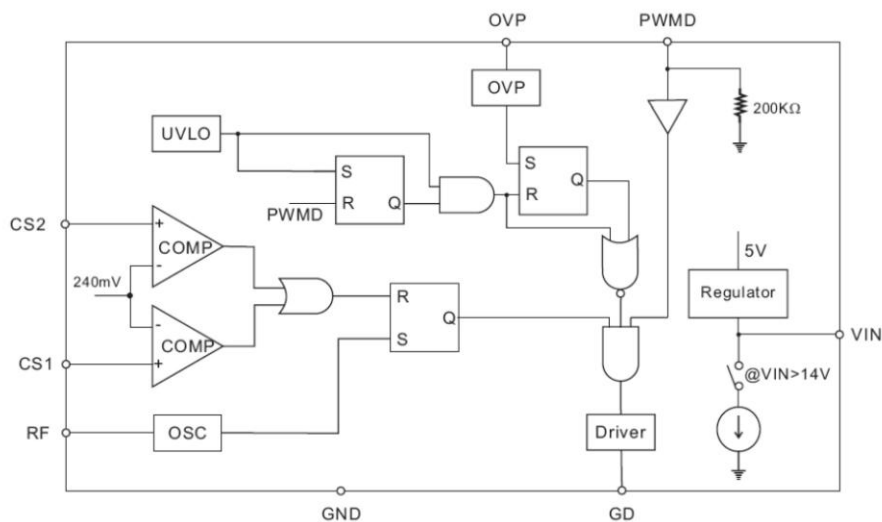 OVP
PWMD
OVP
200KΩ
UVLO
S
Q
R
S
R
Q
PWMD
CS2
+
COMP
-
240mV
-
COMP
+
CS1
R
Q
S
5V
Regulator
VIN
@VIN>14V
RF
OSC
Driver
GND
GD